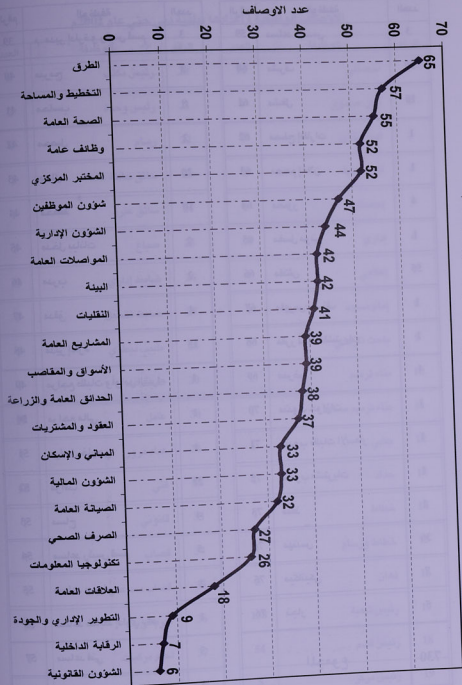 عدد الاوصاف
70
60
50
40
30
20
10
0
الطرق
65
التخطيط والمساحة
57
الصحة العامة
55
وظائف عامة
52
المختبر المركزي
52
شؤون الموظفين
47
الشؤون الإدارية
44
المواصلات العامة
42
البيئة
42
النقليات
41
المشاريع العامة
39
الأسواق والمقاصب
39
الحدائق العامة والزراعة
38
العقود والمشتريات
37
المباني والإسكان
33
الشؤون المالية
33
الصيانة العامة
32
الصرف الصحي
27
تكنولوجيا المعلومات
26
العلاقات العامة
18
التطوير الإداري والجودة
9
الرقابة الداخلية
7
الشؤون القانونية
6